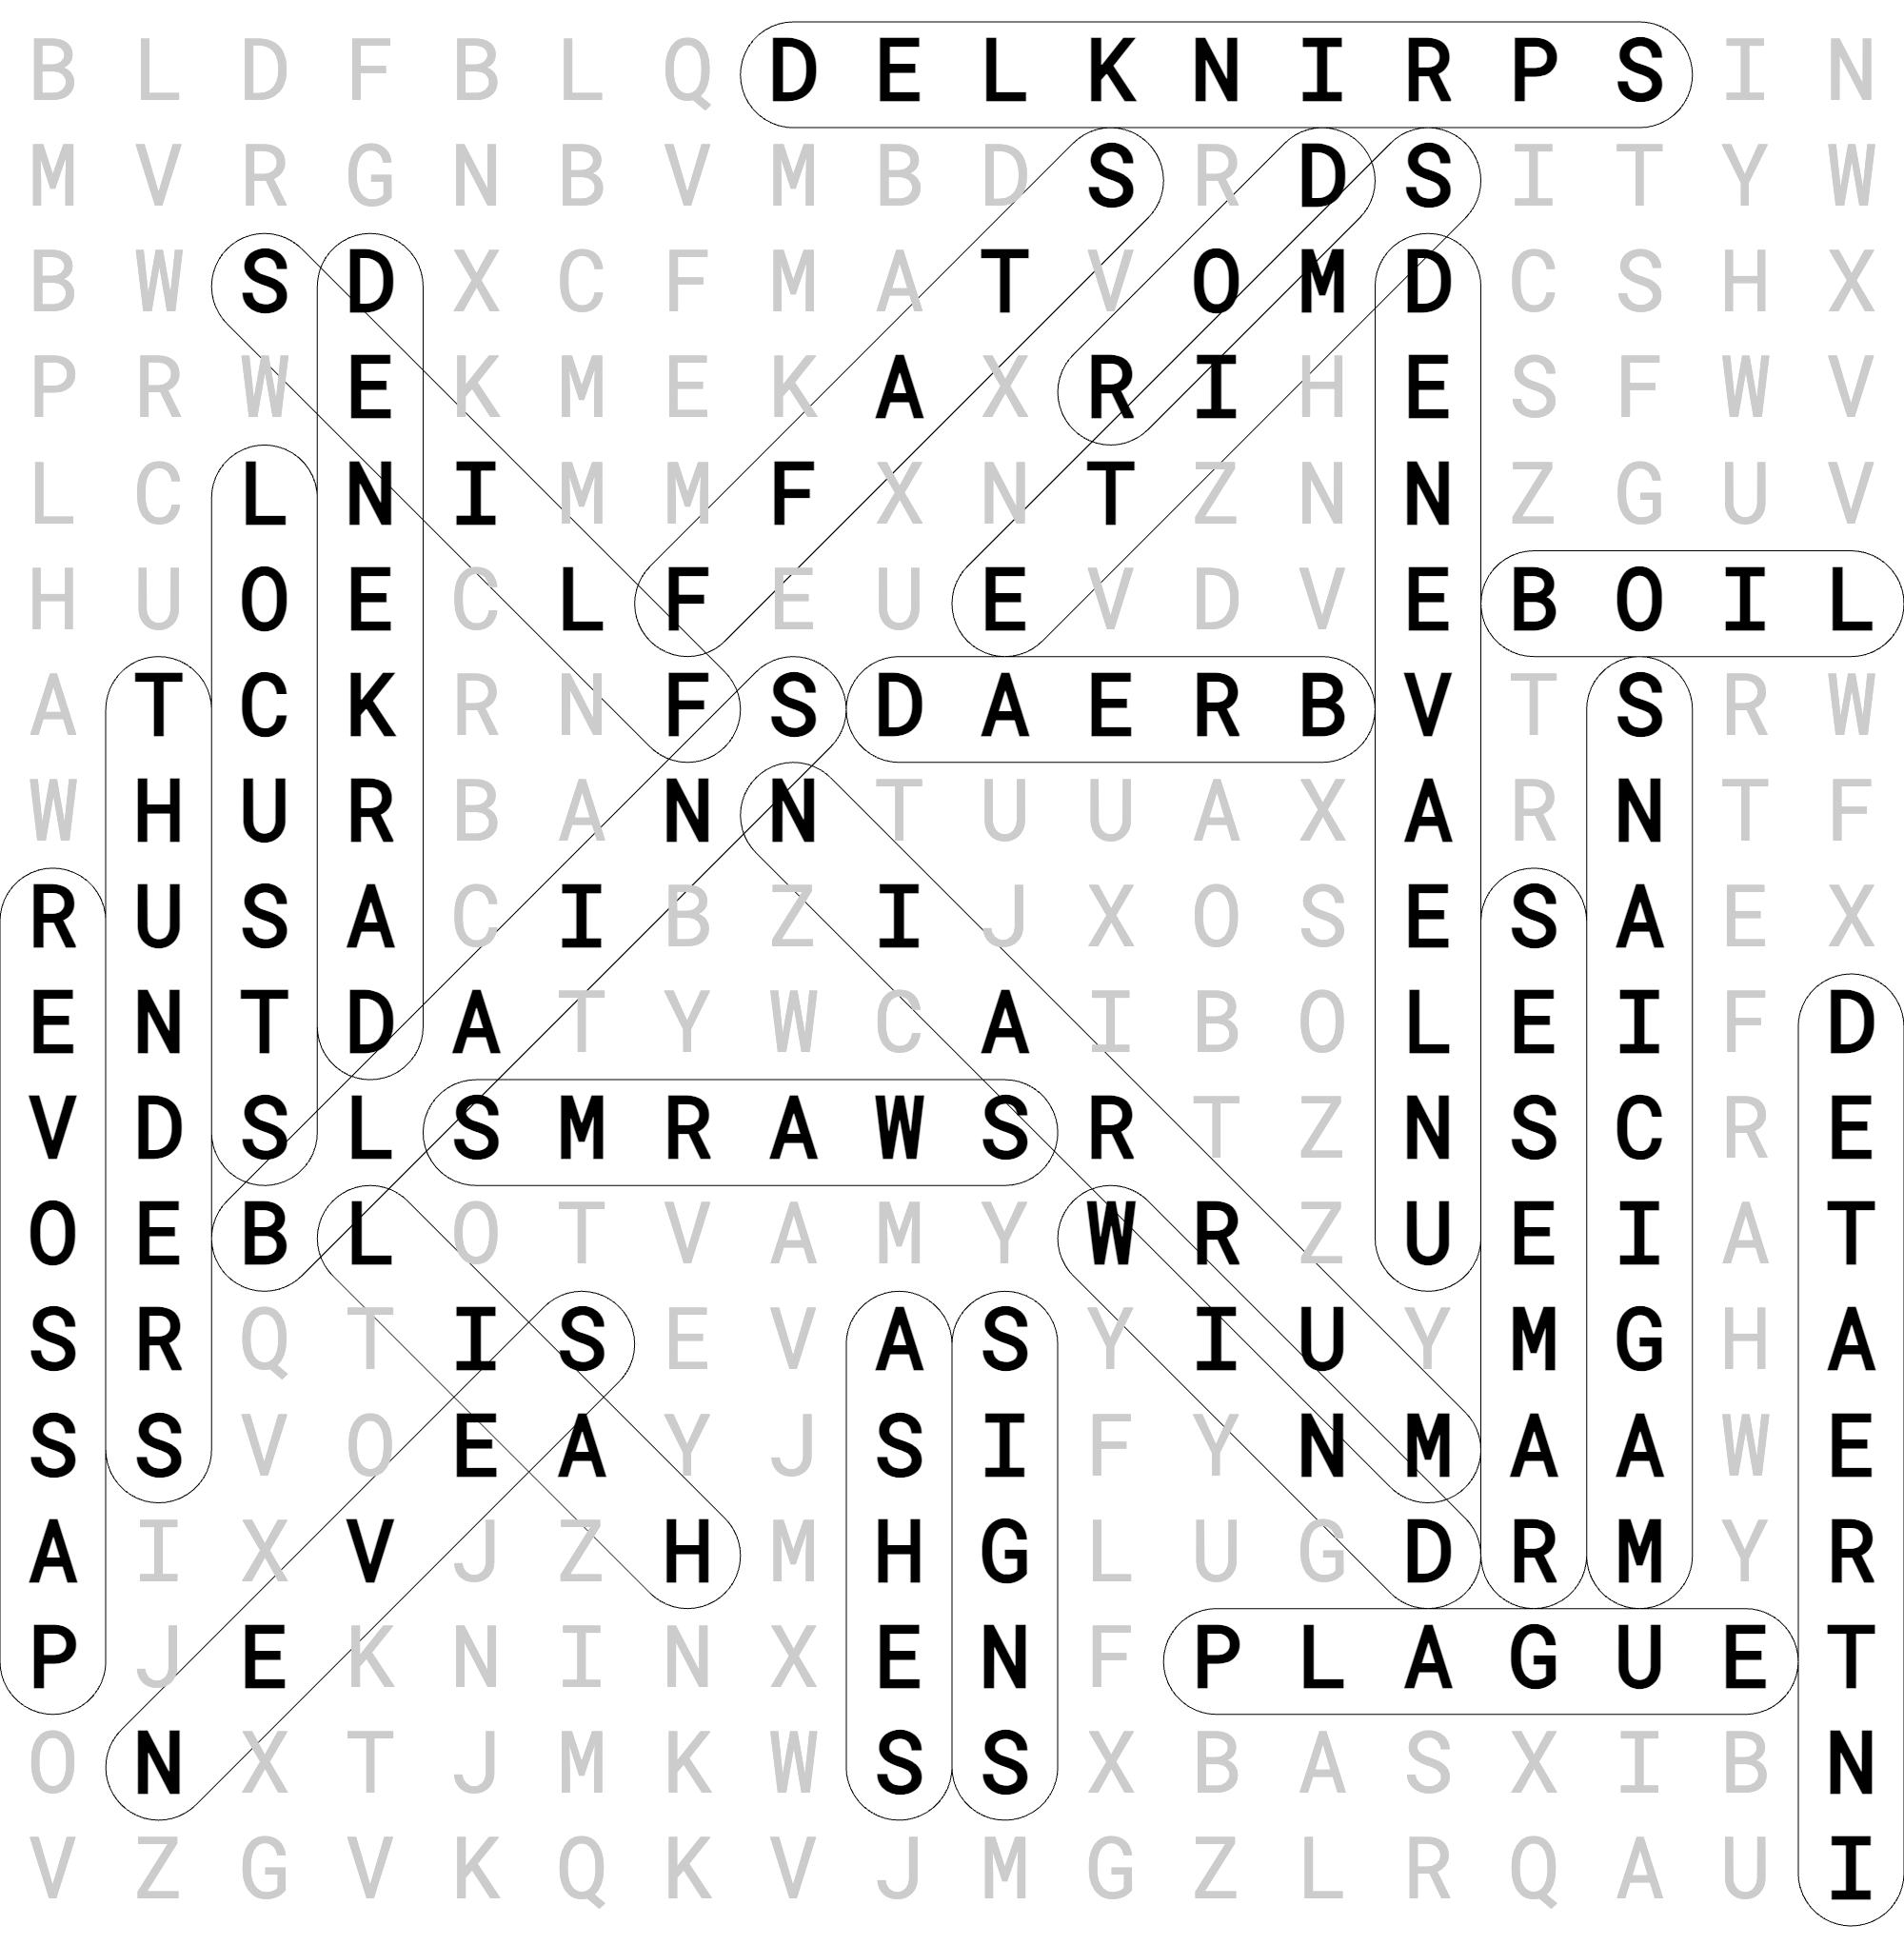 B L D F B L Q D E L K N I R P S I N
M V R G N B V M B D S R D S I T Y W
B W S D X C F M A T V O M D C S H X
P R W E K M E K A X R I H E S F W V
L C L N I M M F X N T Z N N Z G U V
H U O E C L F E U E V D V E B O I L
A T C K R N F S D A E R B V T S R W
W H U R B A N N T U U A X A R N T F
R U S A C I B Z I J X O S E S A E X
E N T D A T Y W C A I B O L E I F D
V D S L S M R A W S R T Z N S C R E
O E B L O T V A M Y W R Z U E I A T
S R Q T I S E V A S Y I U Y M G H A
S S V O E A Y J S I F Y N M A A W E
A I X V J Z H M H G L U G D R M Y R
P J E K N I N X E N F P L A G U E T
O N X T J M K W S S X B A S X I B N
V Z G V K Q K V J M G Z L R Q A U I